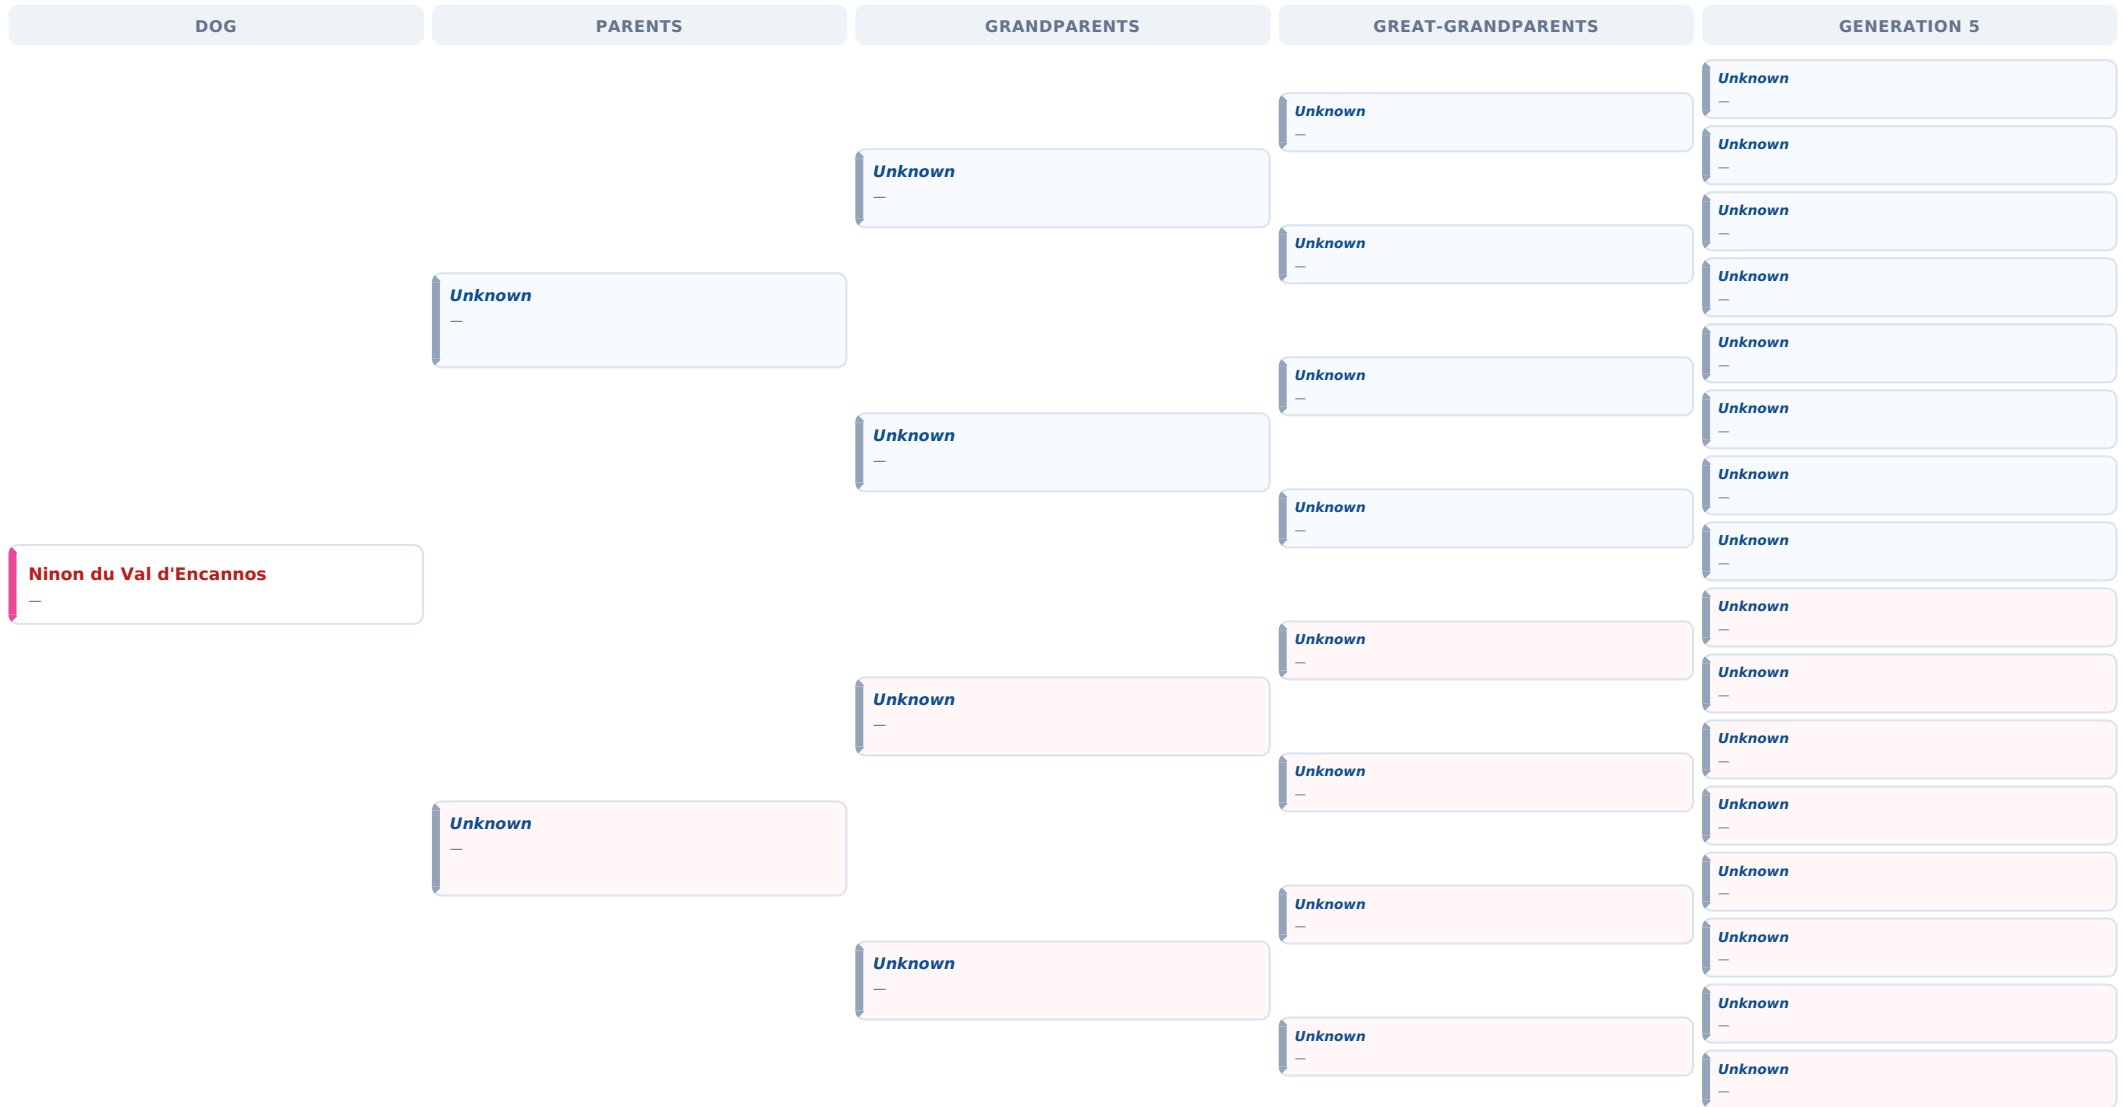 DOG
PARENTS
GRANDPARENTS
GREAT-GRANDPARENTS
GENERATION 5
Ninon du Val d'Encannos
—
Unknown
—
Unknown
—
Unknown
—
Unknown
—
Unknown
—
Unknown
—
Unknown
—
Unknown
—
Unknown
—
Unknown
—
Unknown
—
Unknown
—
Unknown
—
Unknown
—
Unknown
—
Unknown
—
Unknown
—
Unknown
—
Unknown
—
Unknown
—
Unknown
—
Unknown
—
Unknown
—
Unknown
—
Unknown
—
Unknown
—
Unknown
—
Unknown
—
Unknown
—
Unknown
—